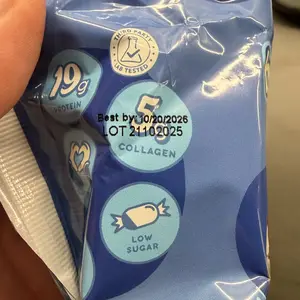 THIRD PARTY
LAB TESTED
19g
PROTEIN
5g
COLLAGEN
Best by: 10/20/2026
LOT 21102025
LOW
SUGAR